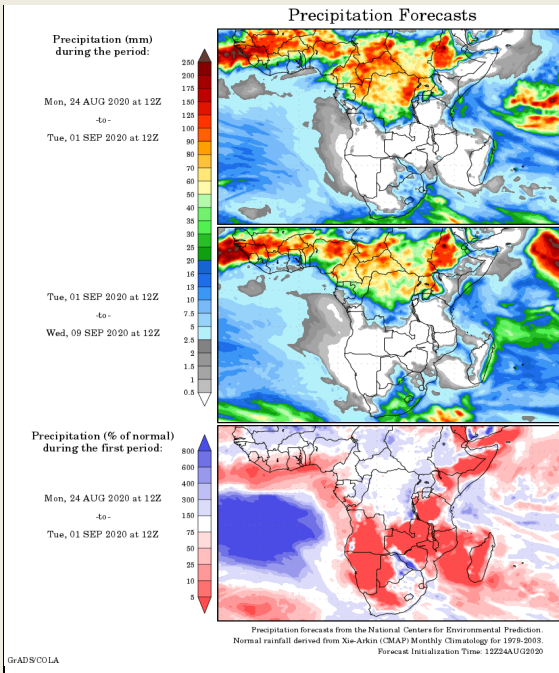 Precipitation Forecasts
Precipitation (mm)
during the period:
Mon, 24 AUG 2020 at 12Z
-to-
Tue, 01 SEP 2020 at 12Z
250
200
175
150
125
100
90
80
70
60
50
40
35
30
25
20
16
13
10
7.5
5
2.5
2
1.5
1
0.5
Tue, 01 SEP 2020 at 12Z
-to-
Wed, 09 SEP 2020 at 12Z
Precipitation (% of normal)
during the first period:
Mon, 24 AUG 2020 at 12Z
-to-
Tue, 01 SEP 2020 at 12Z
800
600
400
300
150
75
50
25
10
5
Precipitation forecasts from the National Centers for Environmental Prediction.
Normal rainfall derived from Xie-Arkin (CMAP) Monthly Climatology for 1979-2003.
Forecast Initialization Time: 12Z24AUG2020
GrADS/COLA